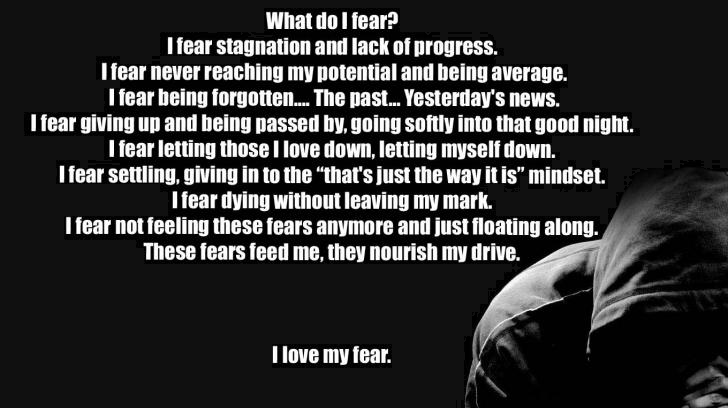 What do I fear?
I fear stagnation and lack of progress.
I fear never reaching my potential and being average.
I fear being forgotten.... The past... Yesterday's news.
I fear giving up and being passed by, going softly into that good night.
I fear letting those I love down, letting myself down.
I fear settling, giving in to the “that's just the way it is” mindset.
I fear dying without leaving my mark.
I fear not feeling these fears anymore and just floating along.
These fears feed me, they nourish my drive.
I love my fear.